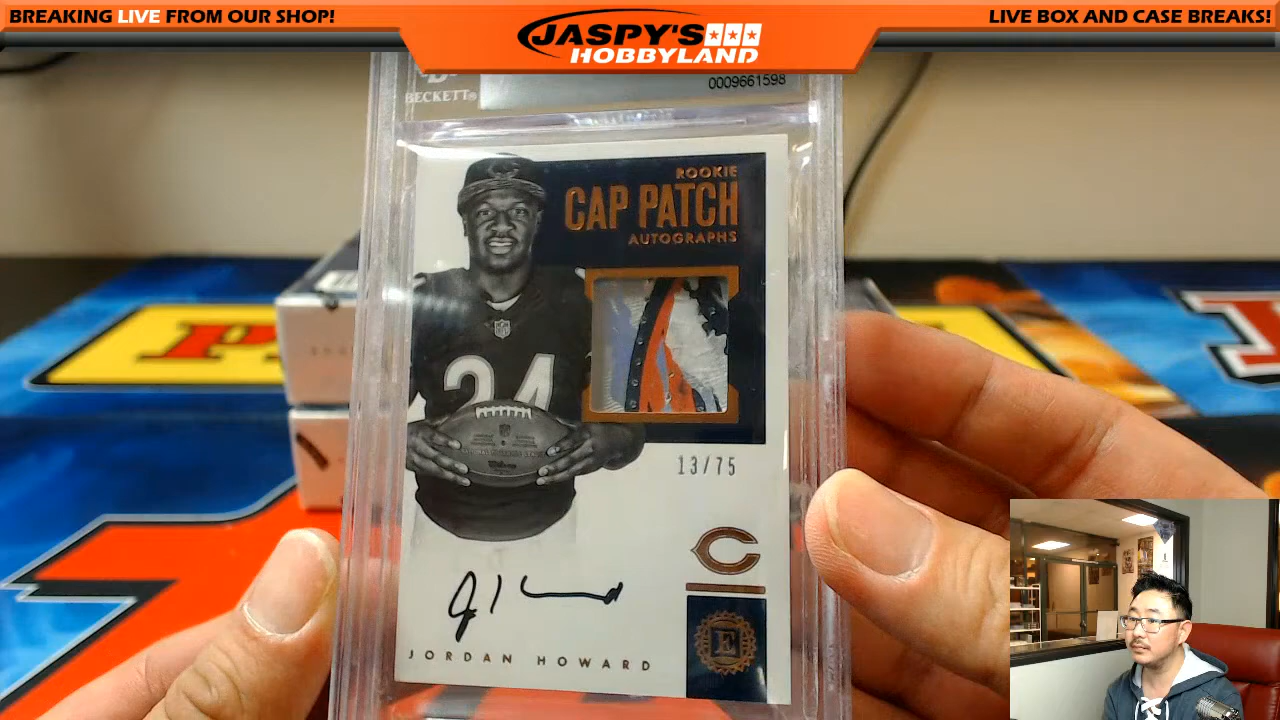 BREAKING LIVE FROM OUR SHOP!
JASPY'S
HOBBYLAND
LIVE BOX AND CASE BREAKS!
BECKETT
0009661598
ROOKIE
CAP PATCH
AUTOGRAPHS
NFL
24
13/75
C
E
JORDAN HOWARD